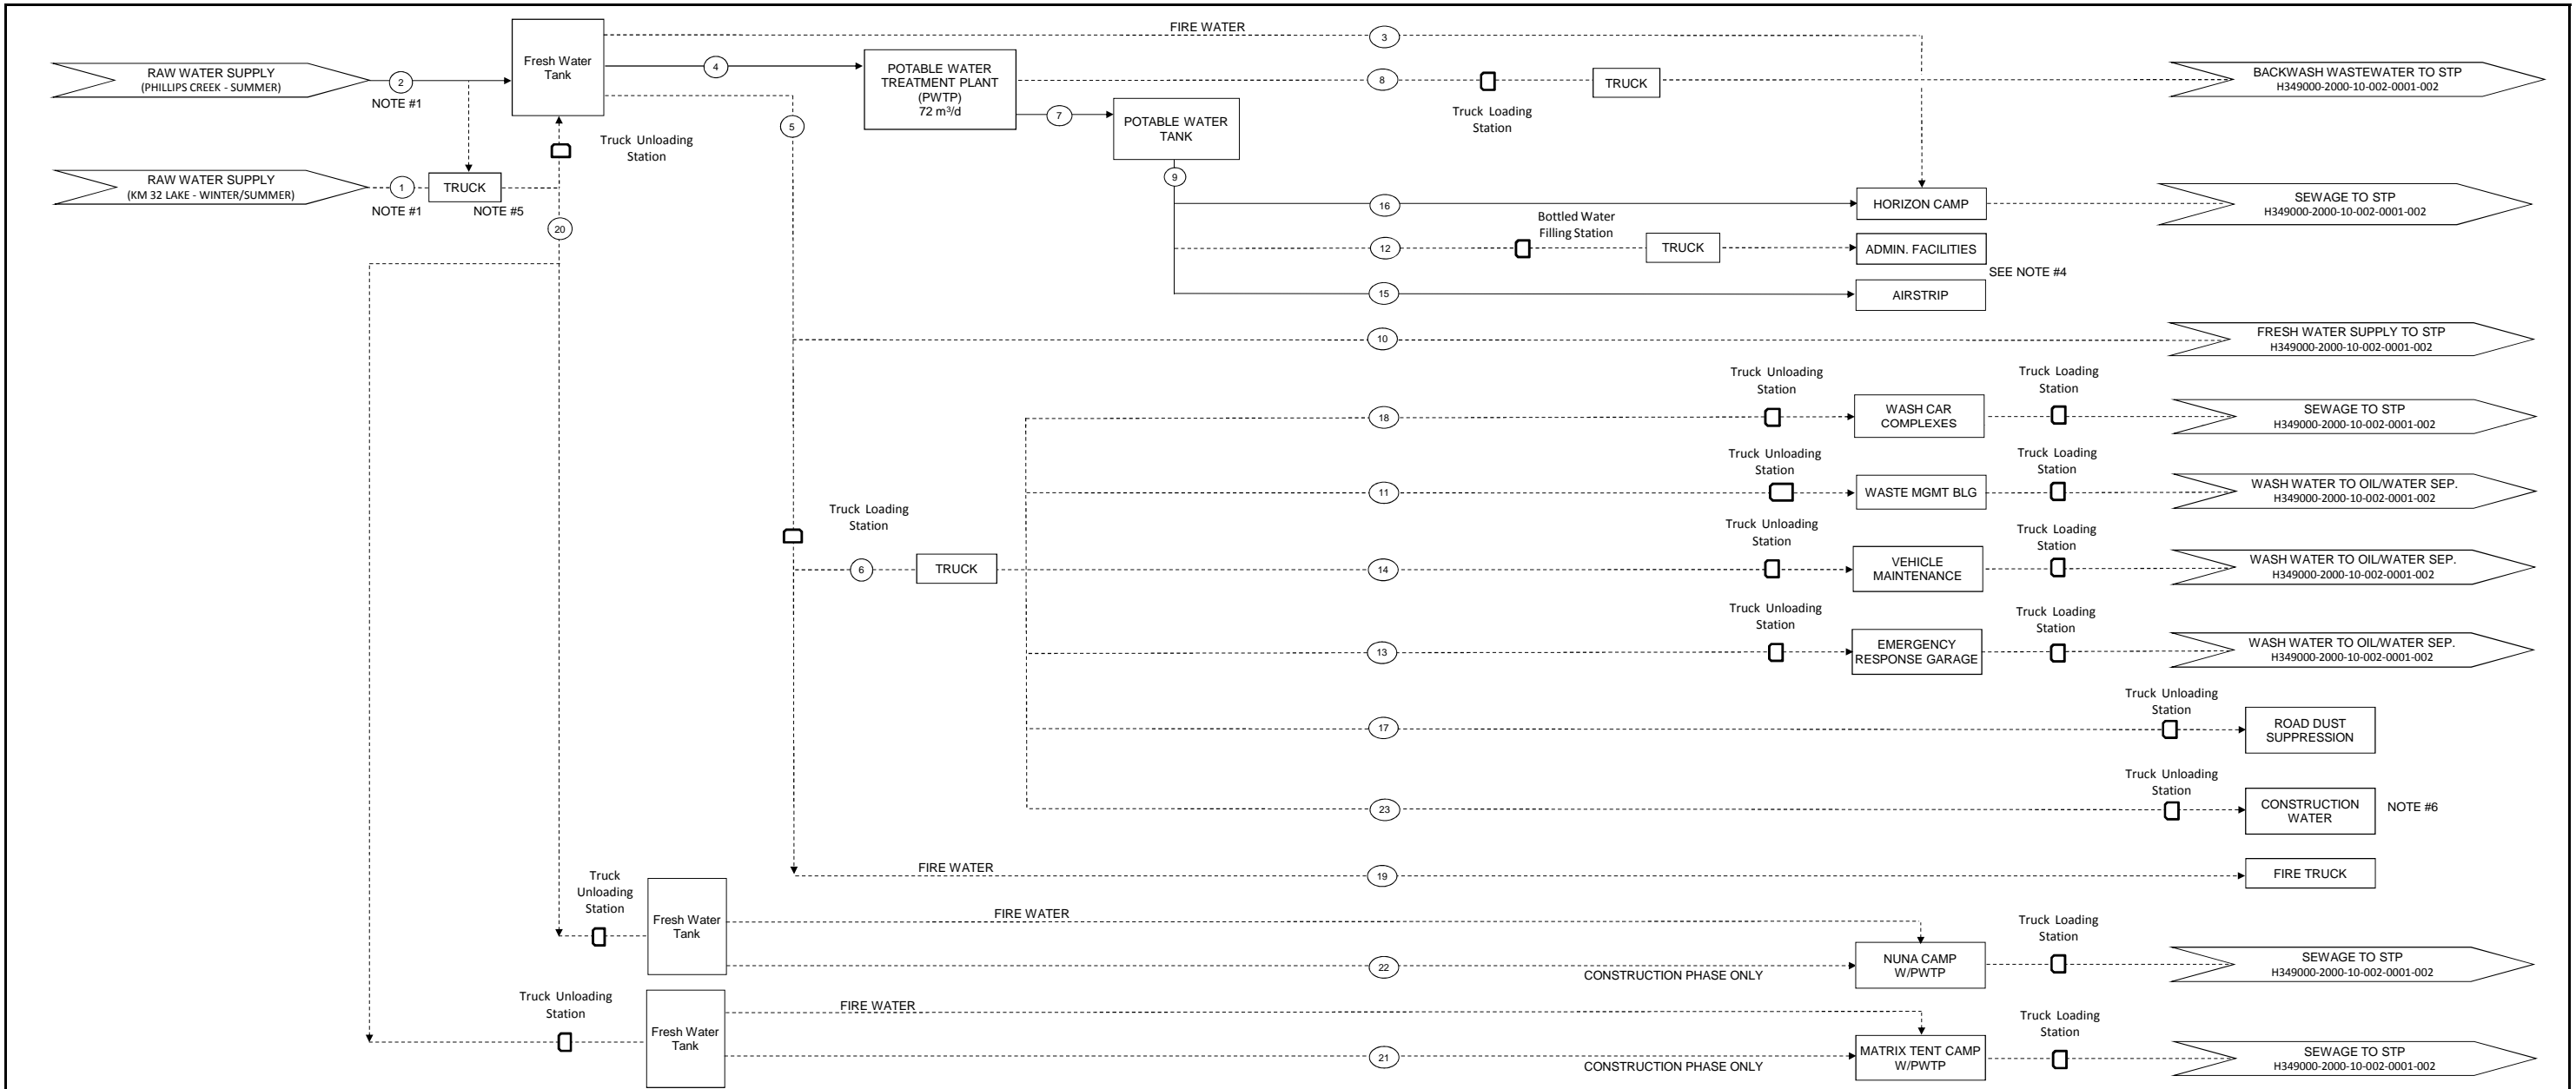 FIRE WATER
3
RAW WATER SUPPLY
(PHILLIPS CREEK - SUMMER)
2
NOTE #1
Fresh Water
Tank
4
POTABLE WATER
TREATMENT PLANT
(PWTP)
72 m³/d
8
Truck Loading
Station
TRUCK
BACKWASH WASTEWATER TO STP
H349000-2000-10-002-0001-002
5
7
POTABLE WATER
TANK
Truck Unloading
Station
RAW WATER SUPPLY
(KM 32 LAKE - WINTER/SUMMER)
1
NOTE #1
TRUCK
NOTE #5
20
9
16
HORIZON CAMP
SEWAGE TO STP
H349000-2000-10-002-0001-002
Bottled Water
Filling Station
12
TRUCK
ADMIN. FACILITIES
SEE NOTE #4
15
AIRSTRIP
10
FRESH WATER SUPPLY TO STP
H349000-2000-10-002-0001-002
Truck Unloading
Station
Truck Loading
Station
18
WASH CAR
COMPLEXES
SEWAGE TO STP
H349000-2000-10-002-0001-002
Truck Unloading
Station
Truck Loading
Station
11
WASTE MGMT BLG
WASH WATER TO OIL/WATER SEP.
H349000-2000-10-002-0001-002
Truck Loading
Station
6
TRUCK
Truck Unloading
Station
Truck Loading
Station
14
VEHICLE
MAINTENANCE
WASH WATER TO OIL/WATER SEP.
H349000-2000-10-002-0001-002
Truck Unloading
Station
Truck Loading
Station
13
EMERGENCY
RESPONSE GARAGE
WASH WATER TO OIL/WATER SEP.
H349000-2000-10-002-0001-002
Truck Unloading
Station
17
ROAD DUST
SUPPRESSION
Truck Unloading
Station
23
CONSTRUCTION
WATER
NOTE #6
FIRE WATER
19
FIRE TRUCK
Truck
Unloading
Station
Fresh Water
Tank
FIRE WATER
22
CONSTRUCTION PHASE ONLY
NUNA CAMP
W/PWTP
Truck Loading
Station
SEWAGE TO STP
H349000-2000-10-002-0001-002
Truck Unloading
Station
Fresh Water
Tank
FIRE WATER
21
CONSTRUCTION PHASE ONLY
MATRIX TENT CAMP
W/PWTP
Truck Loading
Station
SEWAGE TO STP
H349000-2000-10-002-0001-002